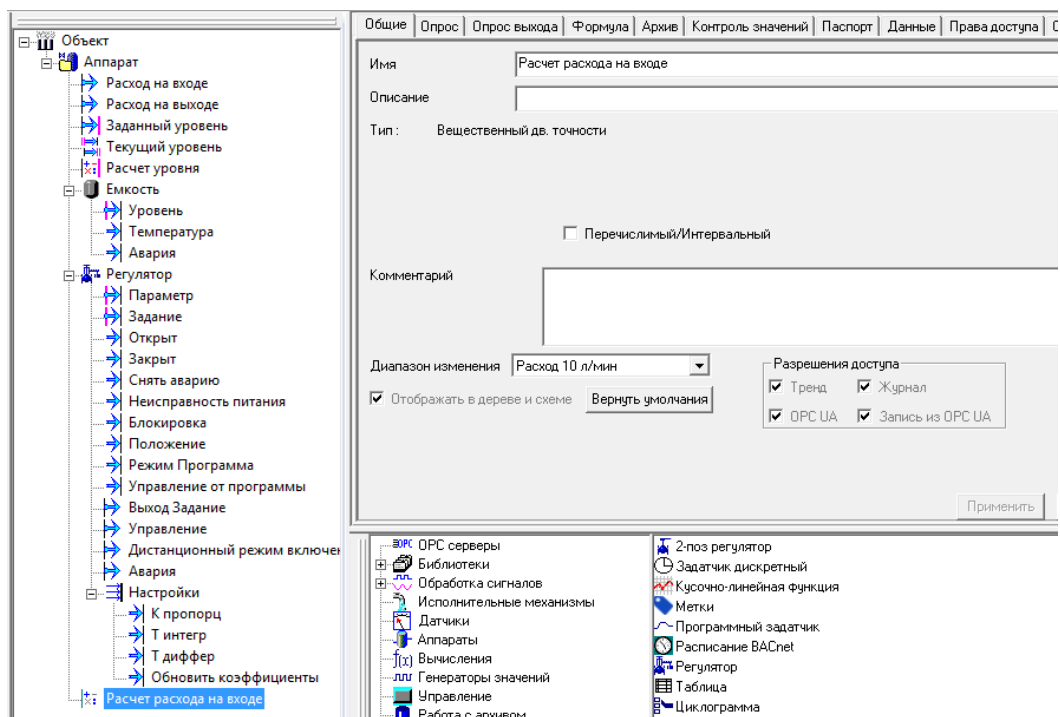 Объект
Аппарат
Расход на входе
Расход на выходе
Заданный уровень
Текущий уровень
Расчет уровня
Емкость
Уровень
Температура
Авария
Регулятор
Параметр
Задание
Открыт
Закрыт
Снять аварию
Неисправность питания
Блокировка
Положение
Режим Программа
Управление от программы
Выход Задание
Управление
Дистанционный режим включен
Авария
Настройки
К пропорц
Т интегр
Т диффер
Обновить коэффициенты
Расчет расхода на входе
Общие Опрос Опрос выхода Формула Архив Контроль значений Паспорт Данные Права доступа
Имя Расчет расхода на входе
Описание
Тип : Вещественный дв. точности
Перечислимый/Интервальный
Комментарий
Диапазон изменения Расход 10 л/мин
Отображать в дереве и схеме Вернуть умолчания
Разрешения доступа
Тренд Журнал
OPC UA Запись из OPC UA
Применить
OPC OPC серверы
Библиотеки
Обработка сигналов
Исполнительные механизмы
Датчики
Аппараты
f(x) Вычисления
Генераторы значений
Управление
Работа с архивом
2-поз регулятор
Задатчик дискретный
Кусочно-линейная функция
Метки
Программный задатчик
Расписание BACnet
Регулятор
Таблица
Циклограмма